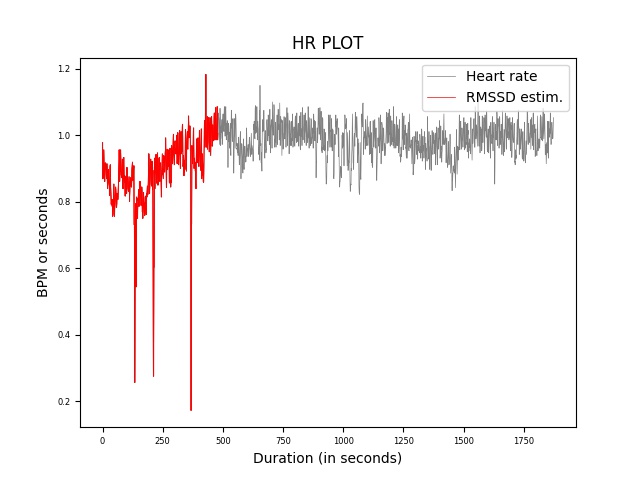 HR PLOT
Heart rate
RMSSD estim.
BPM or seconds
1.2
1.0
0.8
0.6
0.4
0.2
0 250 500 750 1000 1250 1500 1750
Duration (in seconds)